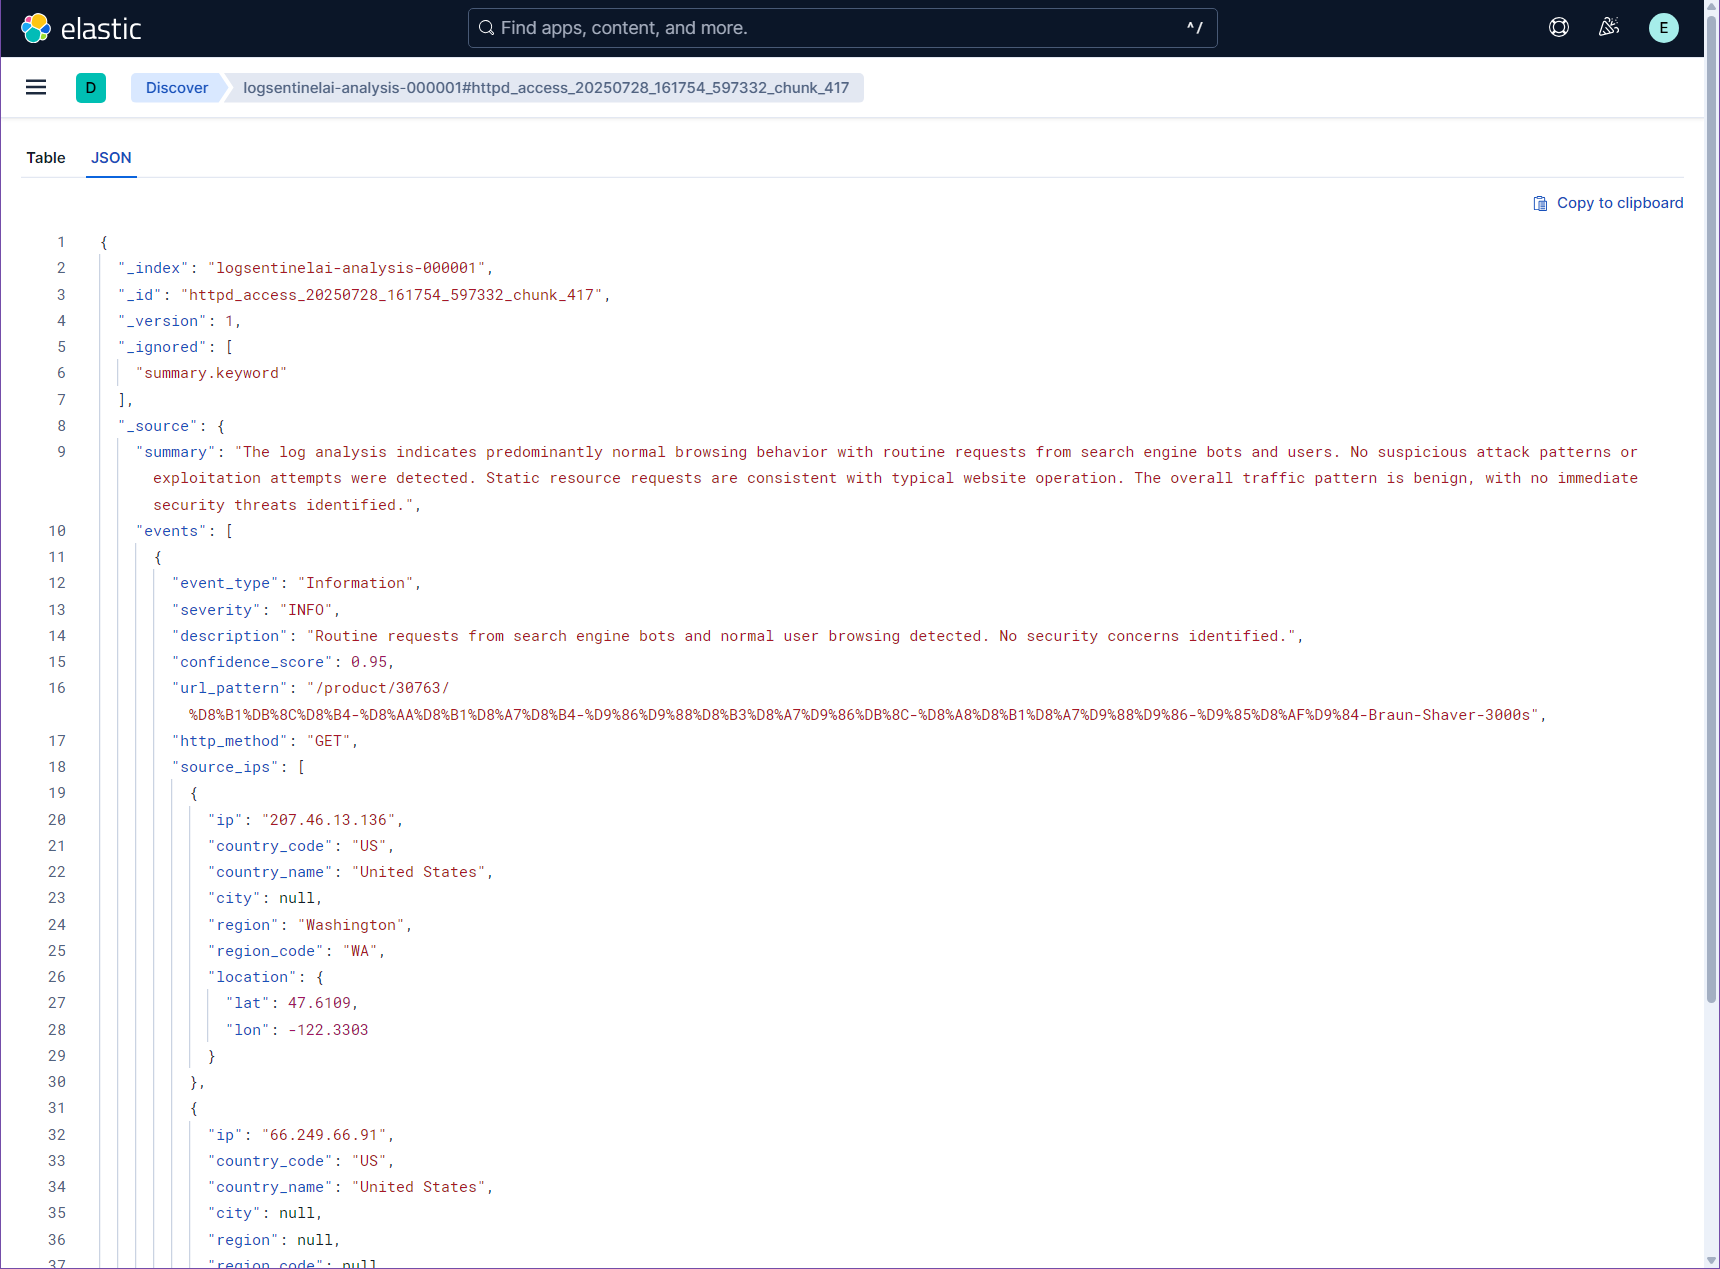 elastic
Find apps, content, and more.
^/
E
D
Discover
logsentinelai-analysis-000001#httpd_access_20250728_161754_597332_chunk_417
Table
JSON
Copy to clipboard
1 {
2 "_index": "logsentinelai-analysis-000001",
3 "_id": "httpd_access_20250728_161754_597332_chunk_417",
4 "_version": 1,
5 "_ignored": [
6 "summary.keyword"
7 ],
8 "_source": {
9 "summary": "The log analysis indicates predominantly normal browsing behavior with routine requests from search engine bots and users. No suspicious attack patterns or
exploitation attempts were detected. Static resource requests are consistent with typical website operation. The overall traffic pattern is benign, with no immediate
security threats identified.",
10 "events": [
11 {
12 "event_type": "Information",
13 "severity": "INFO",
14 "description": "Routine requests from search engine bots and normal user browsing detected. No security concerns identified.",
15 "confidence_score": 0.95,
16 "url_pattern": "/product/30763/
%D8%B1%DB%8C%D8%B4-%D8%AA%D8%B1%D8%A7%D8%B4-%D9%86%D9%88%D8%B3%D8%A7%D9%86%DB%8C-%D8%A8%D8%B1%D8%A7%D9%88%D9%86-%D9%85%D8%AF%D9%84-Braun-Shaver-3000s",
17 "http_method": "GET",
18 "source_ips": [
19 {
20 "ip": "207.46.13.136",
21 "country_code": "US",
22 "country_name": "United States",
23 "city": null,
24 "region": "Washington",
25 "region_code": "WA",
26 "location": {
27 "lat": 47.6109,
28 "lon": -122.3303
29 }
30 },
31 {
32 "ip": "66.249.66.91",
33 "country_code": "US",
34 "country_name": "United States",
35 "city": null,
36 "region": null,
37 "region_code": null